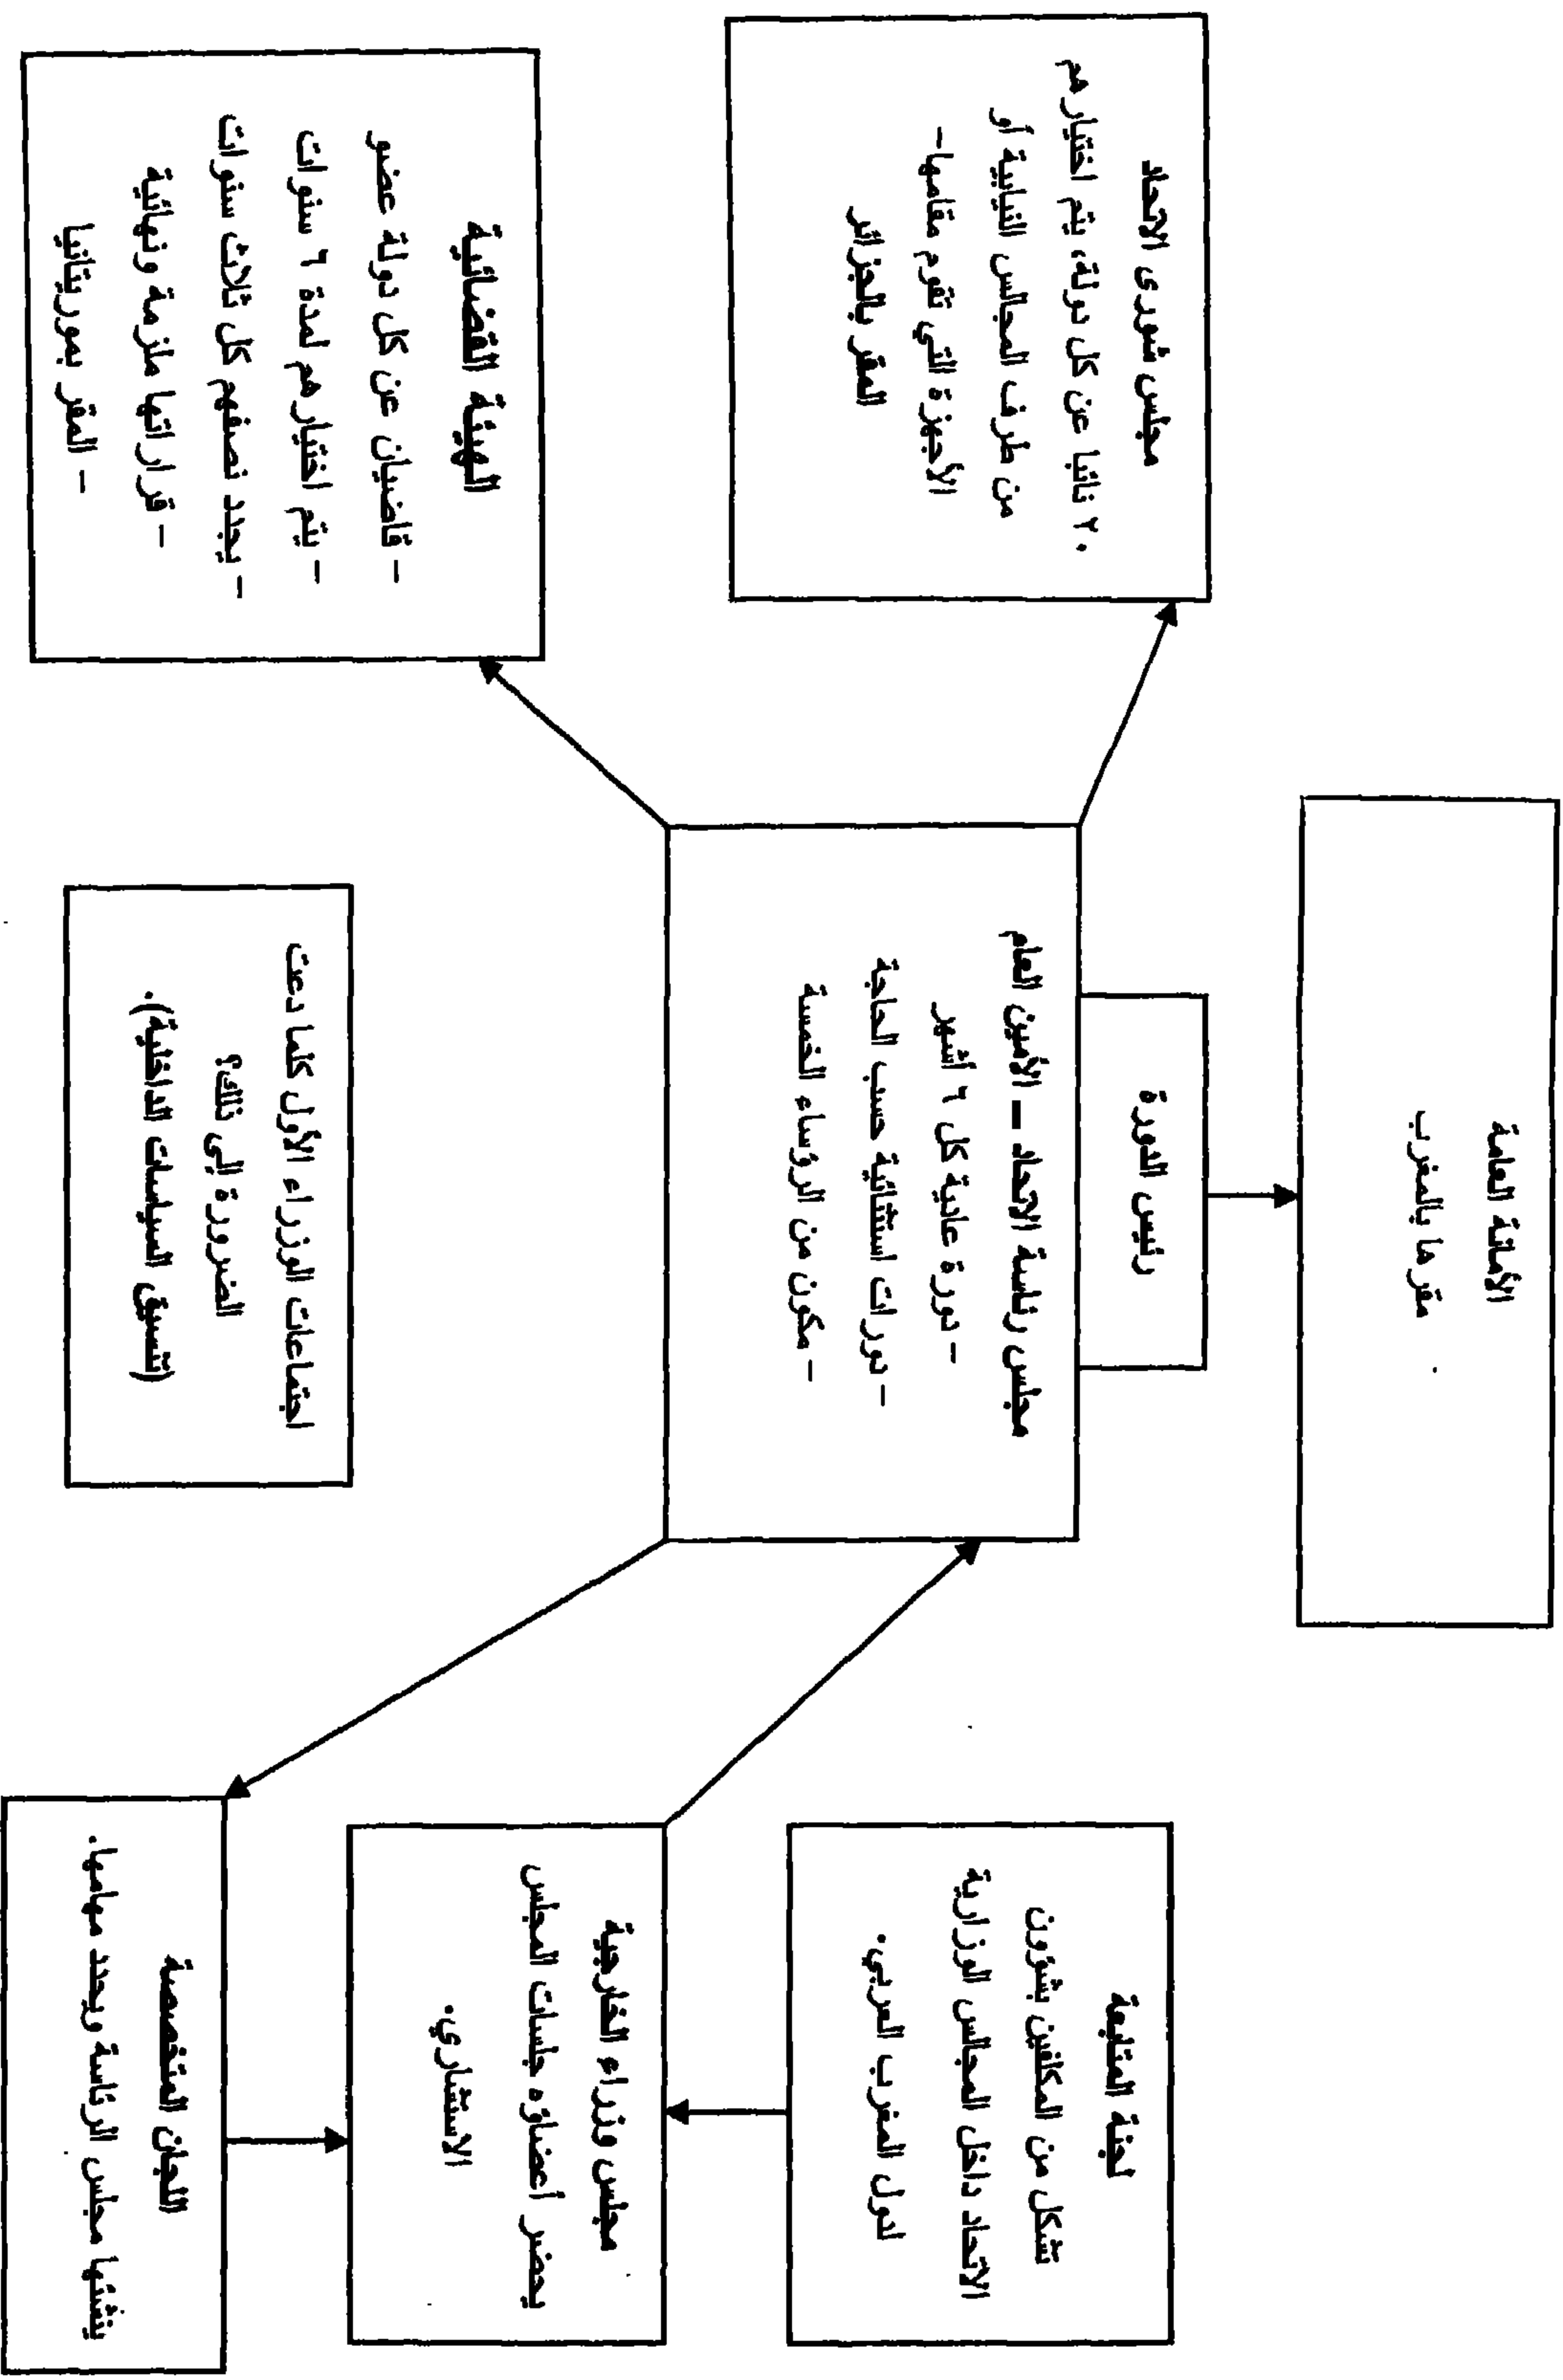 الأمانة العامة
مقرها بالمغرب
رئيس الدورة
مجلس رئاسة الاتحاد – الأمين العام
- دورة عادية كل ٦ أشهر
- دورات استثنائية حسب الحاجة
- مكون من الرؤساء الخمسة
لجنة المتابعة
تتشكل من المكلفين بشؤون
الاتحاد داخل المجالس الوزارية
لدول المغرب العربي.
مجلس وزراء الخارجية
يحضر أعضاؤه جلسات المجلس
الاستشاري.
اللجان المتخصصة
ينشئها مجلس الرئاسة ويحدد مهامها.
مجلس شورى الاتحاد
٢٠ نائبا عن كل دولة، يتم اختيارهم
من طرف المجالس النيابية أو
الأجهزة التي تقوم مقامها-
المقر بالجزائر
الهيئة القضائية
- قاضيان عن كل دولة عضو
- يتم اختيارهم لمدة ٦ سنوات
- يجدد نصفهم كل ثلاث سنوات
- قراراتها ملزمة ونهائية
- المقر بموريتانيا
اجتماعات الوزراء الأول كلما دعت
الضرورة إلى ذلك؟
(تنسيق السياسات الداخلية).